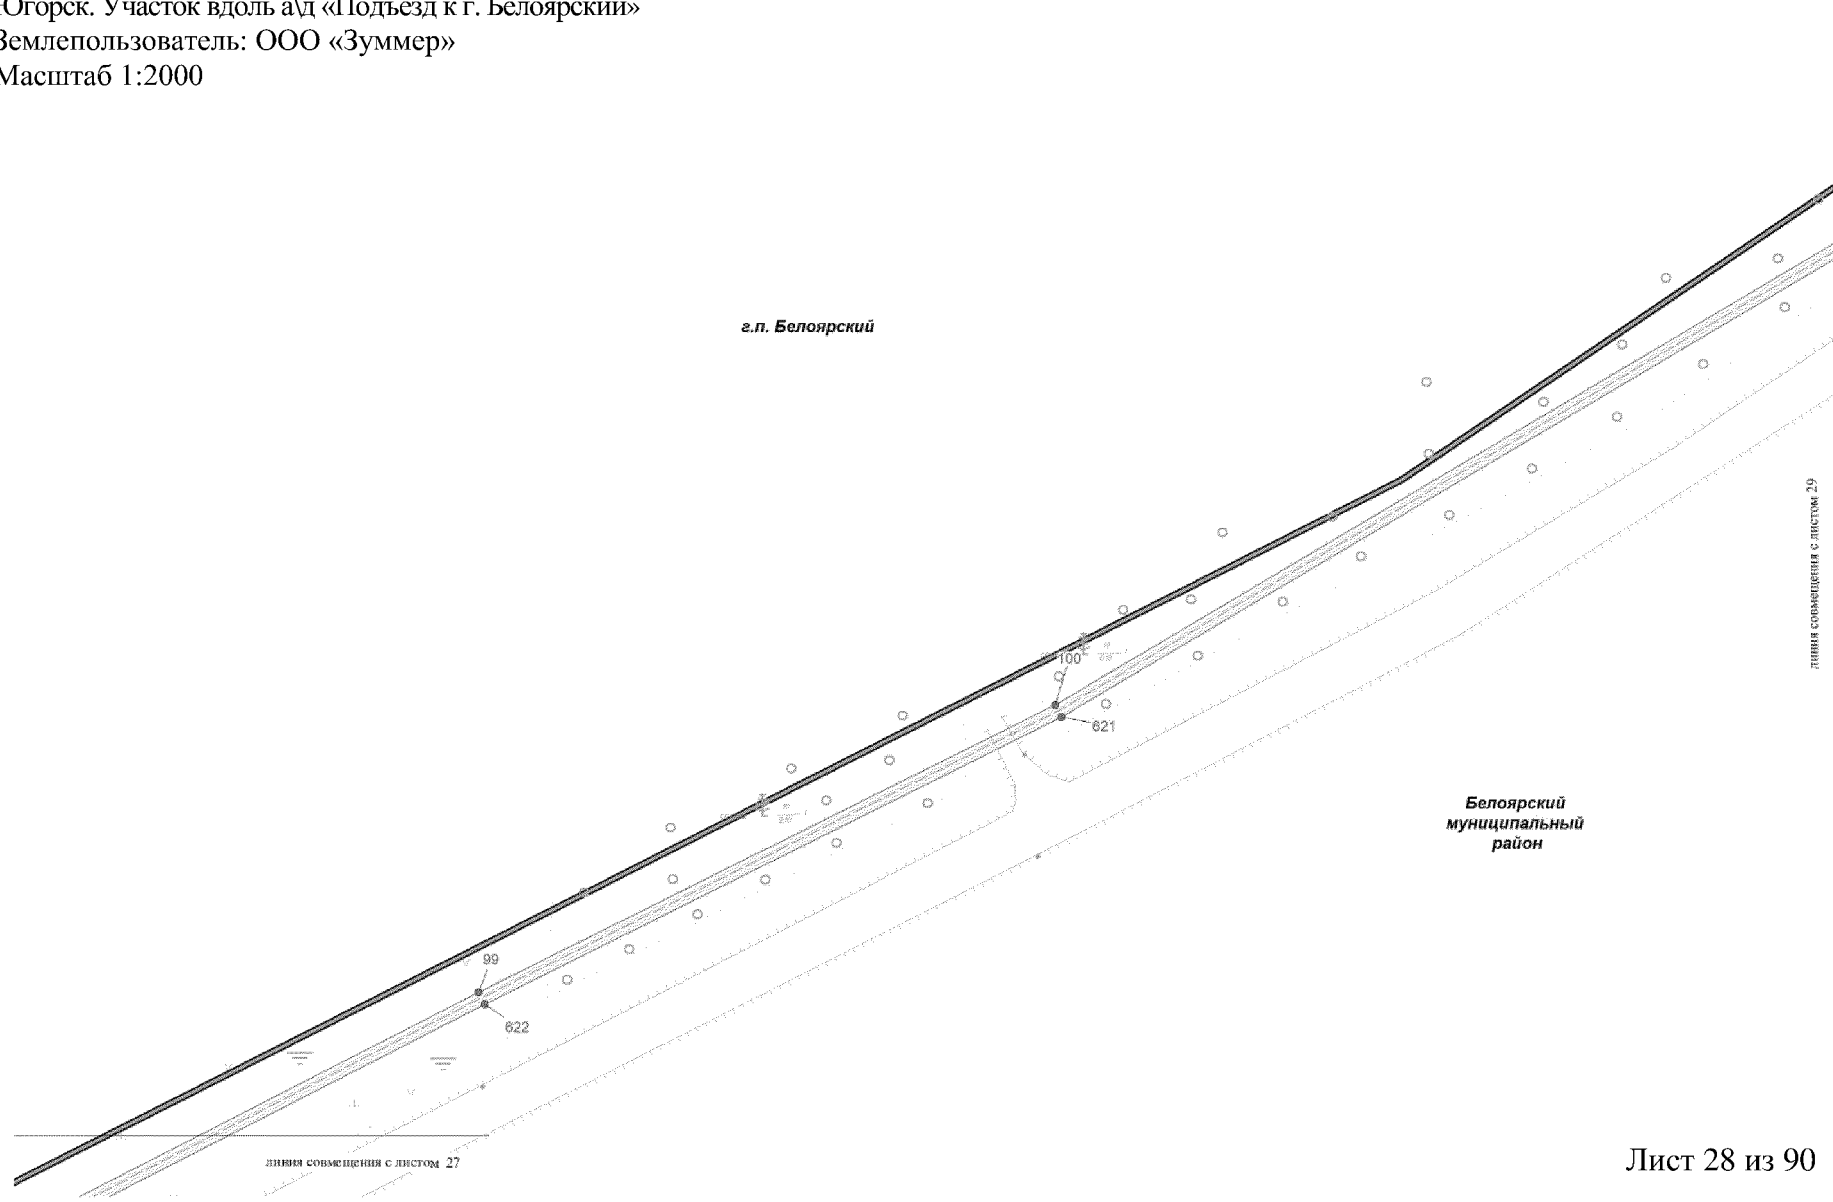 Югорск. Участок вдоль а\д «Подъезд к г. Белоярский»
Землепользователь: ООО «Зуммер»
Масштаб 1:2000
г.п. Белоярский
линия совмещения с листом 29
100
621
Белоярский
муниципальный
район
99
622
линия совмещения с листом 27
Лист 28 из 90